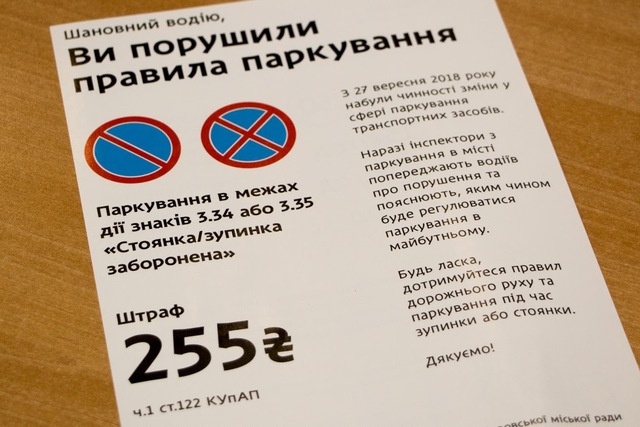 Шановний водію,
Ви порушили
правила паркування
Паркування в межах
дії знаків 3.34 або 3.35
«Стоянка/зупинка
заборонена»
Штраф
255₴
ч.1 ст.122 КУпАП
З 27 вересня 2018 року
набули чинності зміни у
сфері паркування
транспортних засобів.
Наразі інспектори з
паркування в місті
попереджають водіїв
про порушення та
пояснюють, яким чином
буде регулюватися
паркування в
майбутньому.
Будь ласка,
дотримуйтеся правил
дорожнього руху та
паркування під час
зупинки або стоянки.
Дякуємо!
міської ради